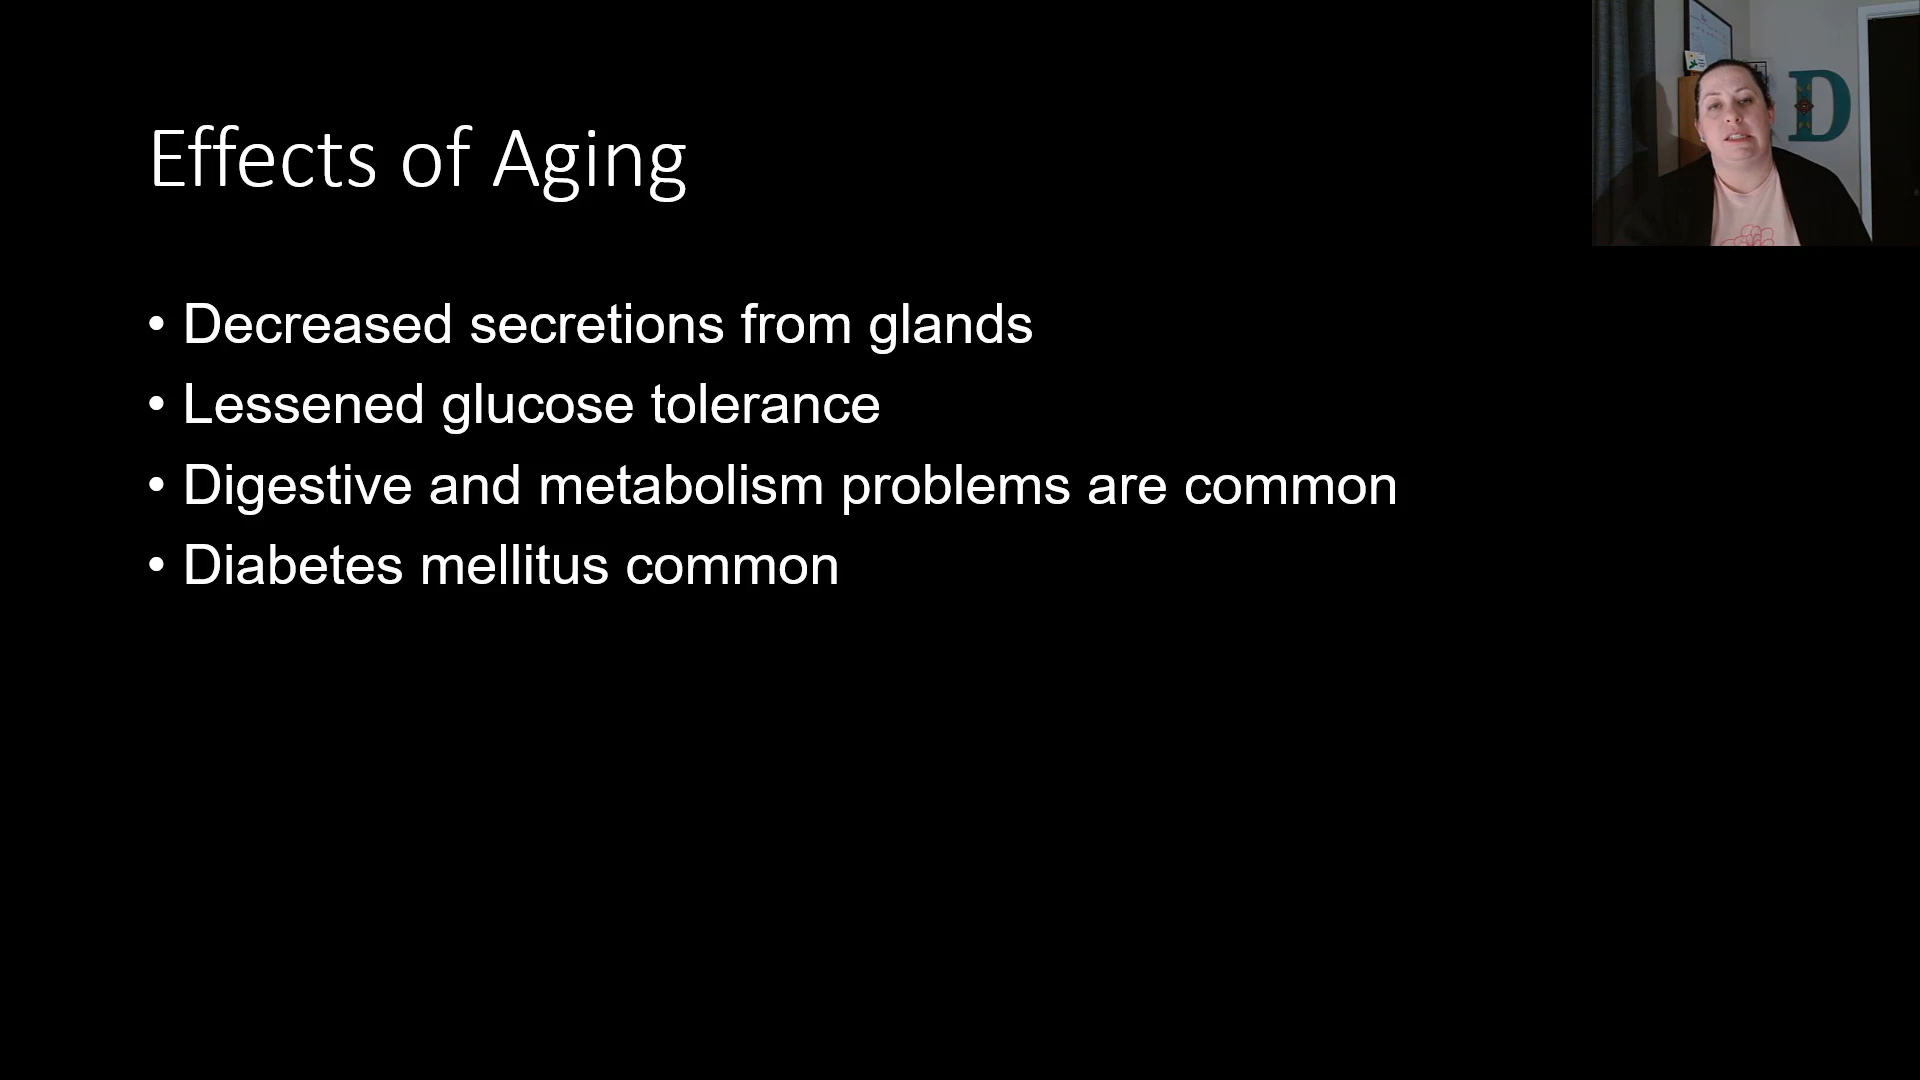 Effects of Aging
• Decreased secretions from glands
• Lessened glucose tolerance
• Digestive and metabolism problems are common
• Diabetes mellitus common
D